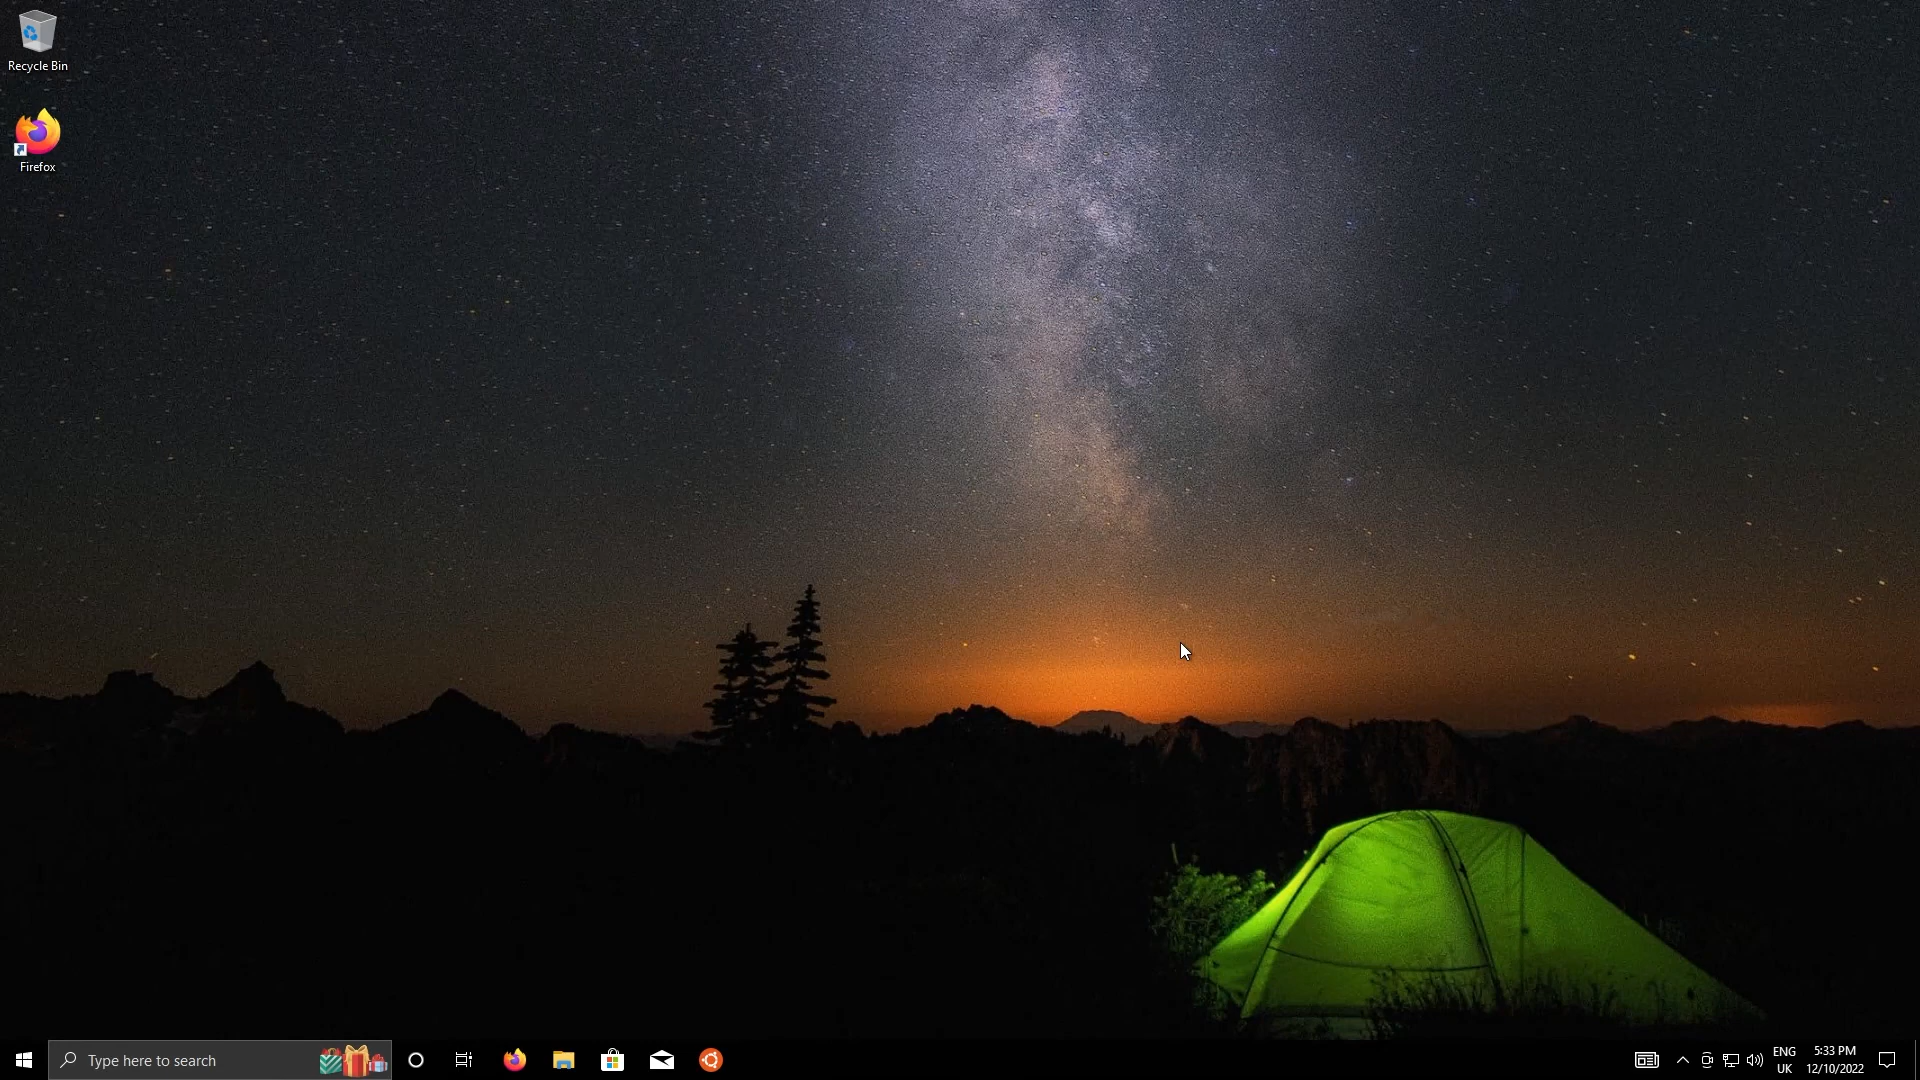 Recycle Bin
Firefox
Type here to search
ENG
UK
5:33 PM
12/10/2022